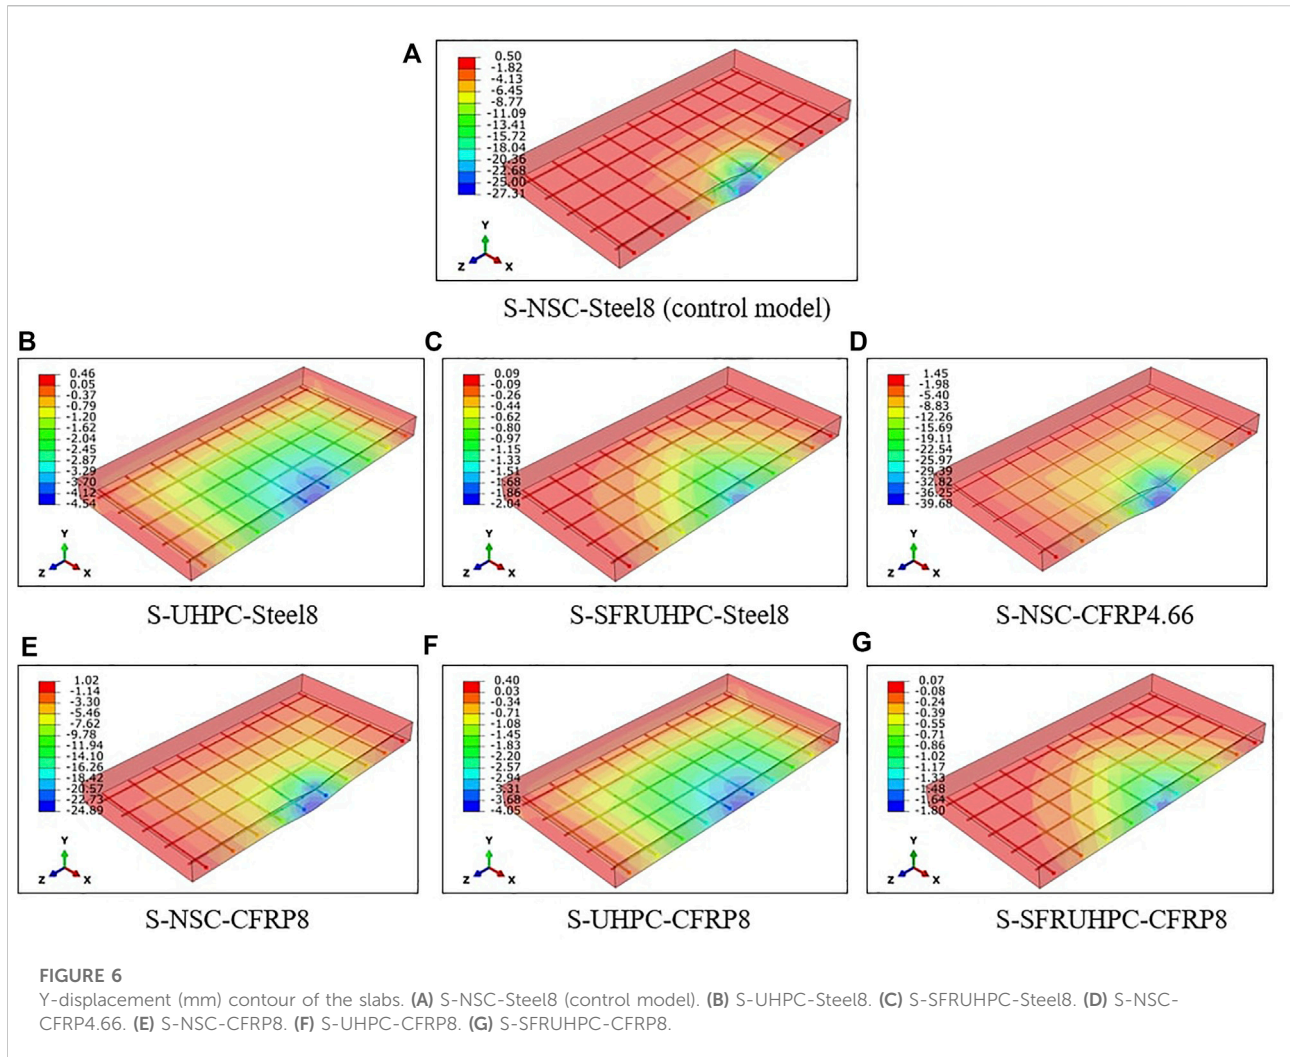 A
0.50
-1.82
-4.13
-6.45
-8.77
-11.09
-13.41
-15.72
-18.04
-20.36
-22.68
-25.00
-27.31
Y
Z X
S-NSC-Steel8 (control model)
B
0.46
0.05
-0.37
-0.79
-1.20
-1.62
-2.04
-2.45
-2.87
-3.29
-3.70
-4.12
-4.54
Y
Z X
S-UHPC-Steel8
C
0.09
-0.09
-0.26
-0.44
-0.62
-0.80
-0.97
-1.15
-1.33
-1.51
-1.68
-1.86
-2.04
Y
Z X
S-SFRUHPC-Steel8
D
1.45
-1.98
-5.40
-8.83
-12.26
-15.69
-19.11
-22.54
-25.97
-29.39
-32.82
-36.25
-39.68
Y
Z X
S-NSC-CFRP4.66
E
1.02
-1.14
-3.30
-5.46
-7.62
-9.78
-11.94
-14.10
-16.26
-18.42
-20.57
-22.73
-24.89
Y
Z X
S-NSC-CFRP8
F
0.40
0.03
-0.34
-0.71
-1.08
-1.45
-1.83
-2.20
-2.57
-2.94
-3.31
-3.68
-4.05
Y
Z X
S-UHPC-CFRP8
G
0.07
-0.08
-0.24
-0.39
-0.55
-0.71
-0.86
-1.02
-1.17
-1.33
-1.48
-1.64
-1.80
Y
Z X
S-SFRUHPC-CFRP8
FIGURE 6
Y-displacement (mm) contour of the slabs. (A) S-NSC-Steel8 (control model). (B) S-UHPC-Steel8. (C) S-SFRUHPC-Steel8. (D) S-NSC-
CFRP4.66. (E) S-NSC-CFRP8. (F) S-UHPC-CFRP8. (G) S-SFRUHPC-CFRP8.